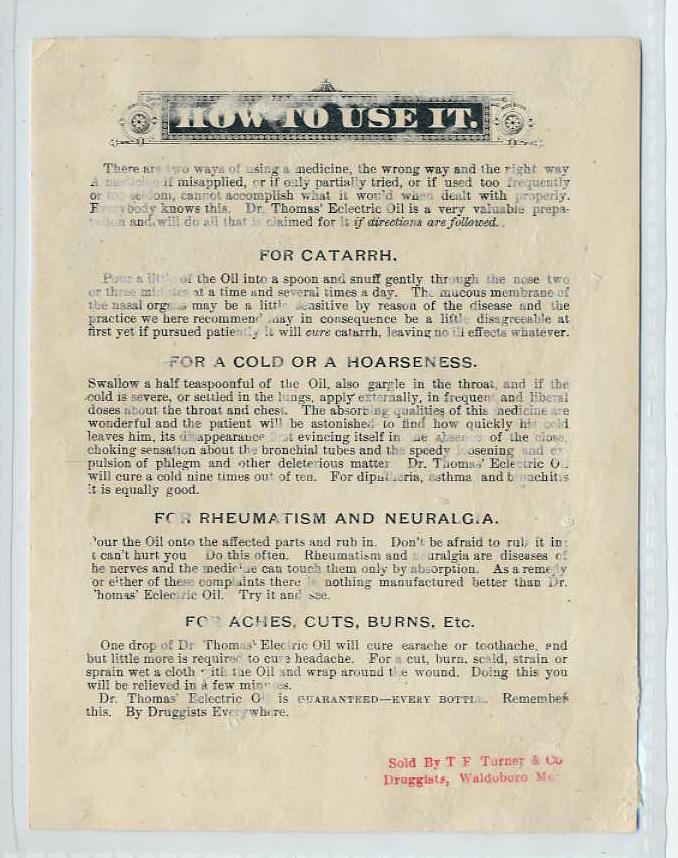 HOW TO USE IT.
There are two ways of using a medicine, the wrong way and the right way
A medicine if misapplied, or if only partially tried, or if used too frequently
or too seldom, cannot accomplish what it wou'd when dealt with properly.
Everybody knows this. Dr. Thomas' Eclectric Oil is a very valuable prepa-
ration and will do all that is claimed for it if directions are followed.
FOR CATARRH.
Pour a little of the Oil into a spoon and snuff gently through the nose two
or three minutes at a time and several times a day. The mucous membrane of
the nasal organs may be a little sensitive by reason of the disease and the
practice we here recommend may in consequence be a little disagreeable at
first yet if pursued patiently it will cure catarrh, leaving no ill effects whatever.
FOR A COLD OR A HOARSENESS.
Swallow a half teaspoonful of the Oil, also gargle in the throat, and if the
cold is severe, or settled in the lungs, apply externally, in frequent and liberal
doses about the throat and chest. The absorbing qualities of this medicine are
wonderful and the patient will be astonished to find how quickly his cold
leaves him, its disappearance first evincing itself in the absence of the close,
choking sensation about the bronchial tubes and the speedy loosening and ex
pulsion of phlegm and other deleterious matter Dr. Thomas' Eclectric Oil
will cure a cold nine times out of ten. For diphtheria, asthma and bronchitis
it is equally good.
FOR RHEUMATISM AND NEURALGIA.
Pour the Oil onto the affected parts and rub in. Don't be afraid to rub it in:
it can't hurt you Do this often. Rheumatism and neuralgia are diseases of
the nerves and the medicine can touch them only by absorption. As a remedy
for either of these complaints there is nothing manufactured better than Dr.
Thomas' Eclectric Oil. Try it and see.
FOR ACHES, CUTS, BURNS, Etc.
One drop of Dr Thomas' Electric Oil will cure earache or toothache, and
but little more is required to cure headache. For a cut, burn, scald, strain or
sprain wet a cloth with the Oil and wrap around the wound. Doing this you
will be relieved in a few minutes.
Dr. Thomas' Eclectric Oil is GUARANTEED—EVERY BOTTLE. Remember
this. By Druggists Everywhere.
Sold By T F Turner & Co
Druggists, Waldoboro Me